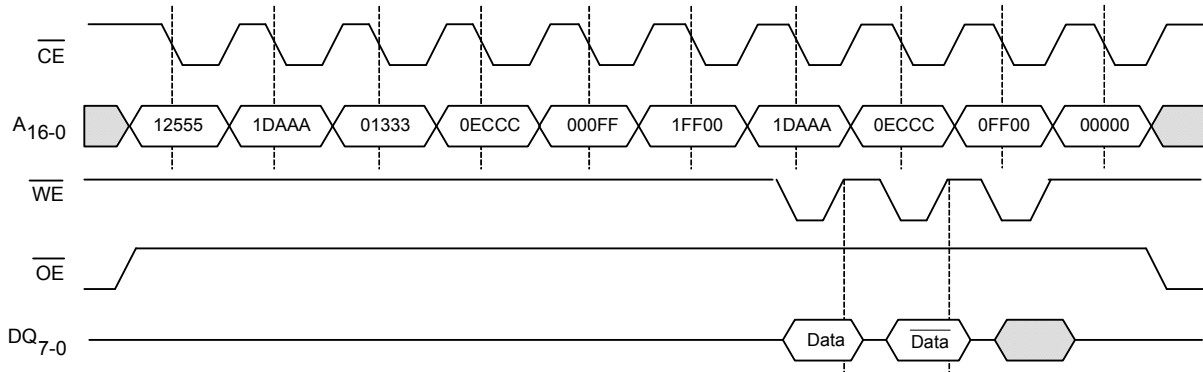 CE
A16-0 12555 1DAAA 01333 0ECCC 000FF 1FF00 1DAAA 0ECCC 0FF00 00000
WE
OE
DQ7-0 Data Data